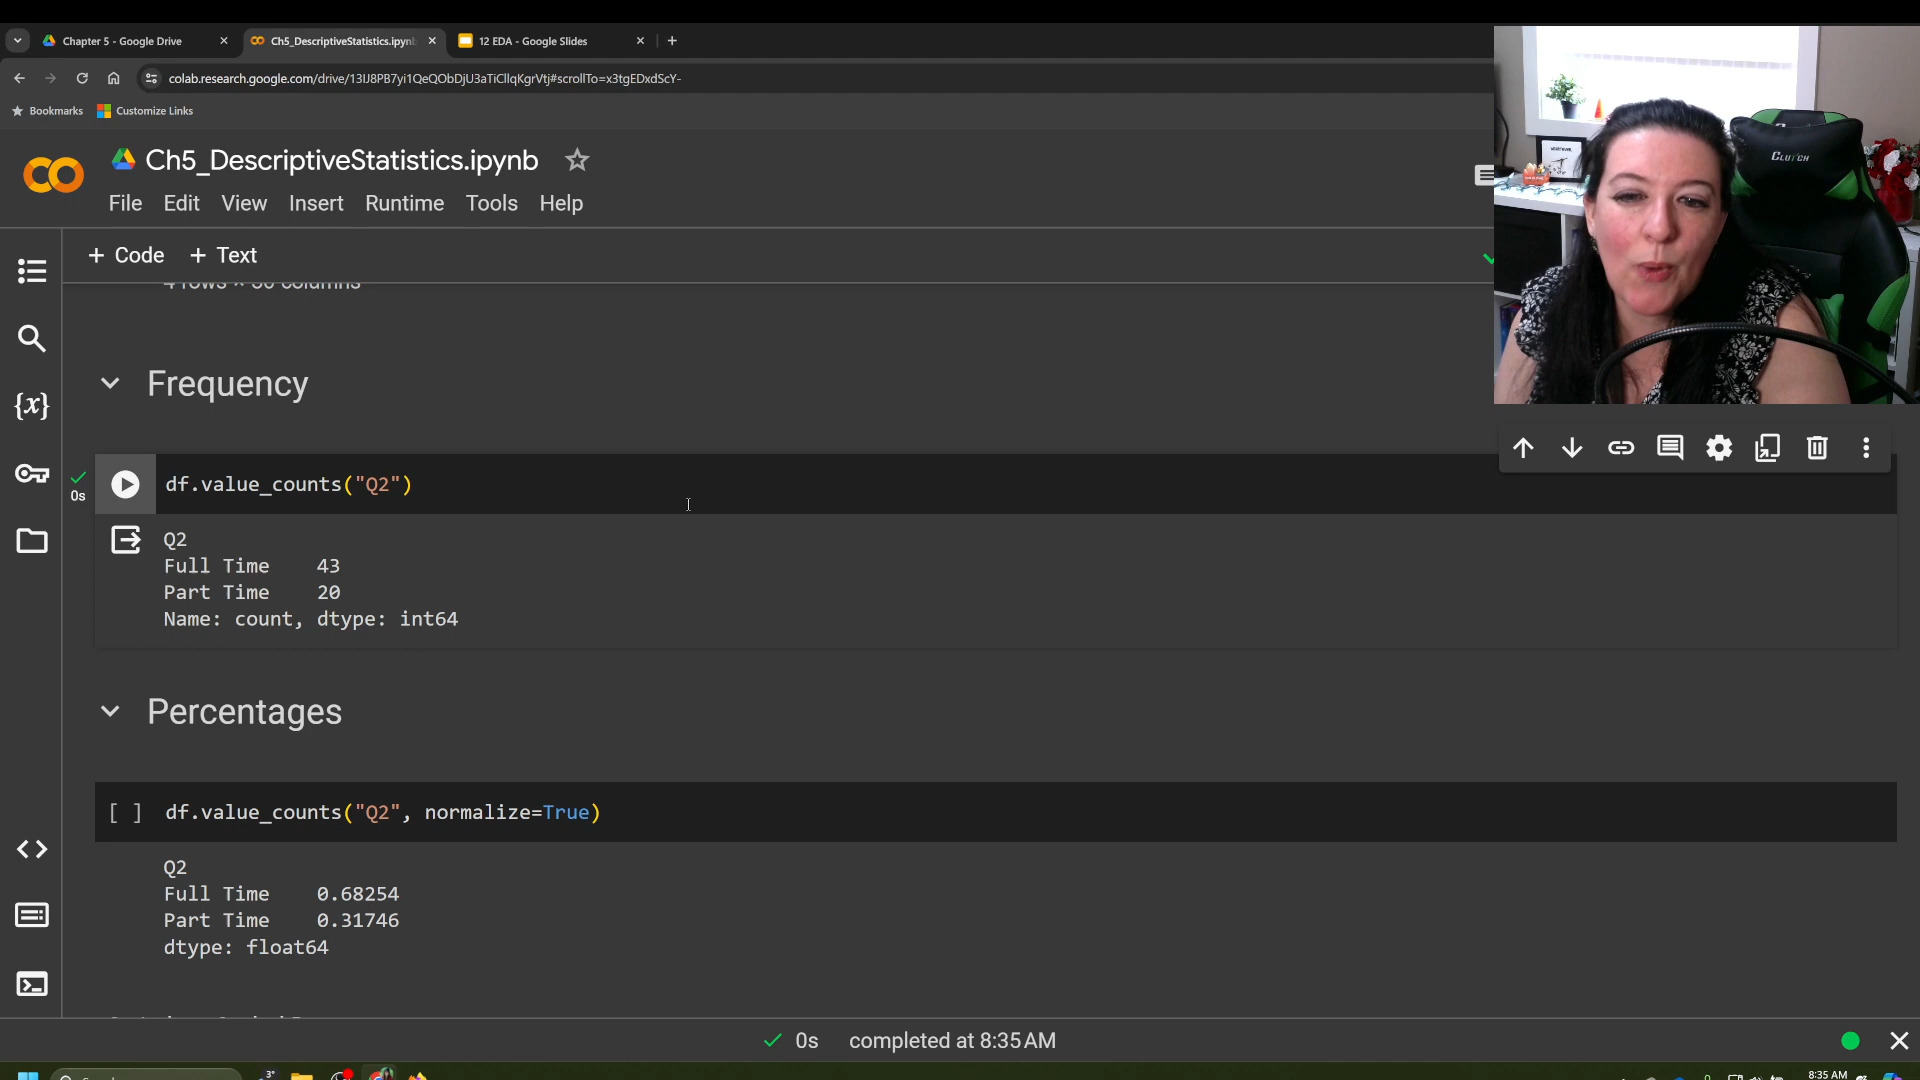 Chapter 5 - Google Drive
Ch5_DescriptiveStatistics.ipynb
12 EDA - Google Slides
colab.research.google.com/drive/13IJ8PB7yi1QeQObDjU3aTiCllqKgrVtj#scrollTo=x3tgEDxdScY-
Bookmarks
Customize Links
Ch5_DescriptiveStatistics.ipynb
File Edit View Insert Runtime Tools Help
+ Code + Text
4 rows × 50 columns
Frequency
0s
df.value_counts("Q2")
Q2
Full Time 43
Part Time 20
Name: count, dtype: int64
Percentages
[ ] df.value_counts("Q2", normalize=True)
Q2
Full Time 0.68254
Part Time 0.31746
dtype: float64
0s completed at 8:35 AM
3°
8:35 AM
CLUTCH